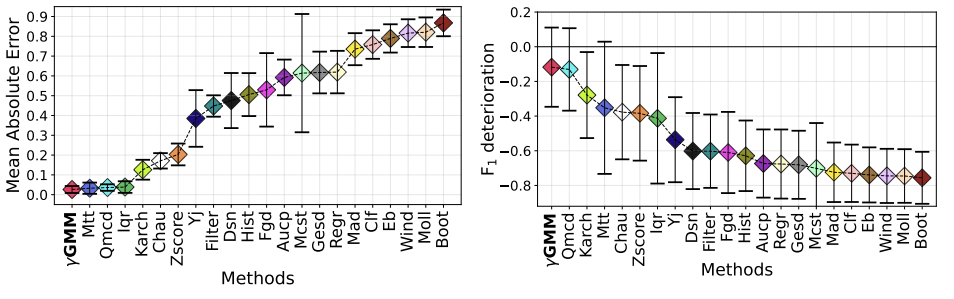 Mean Absolute Error
0.9
0.8
0.7
0.6
0.5
0.4
0.3
0.2
0.1
0.0
γGMM
Mtt
Qmcd
Iqr
Karch
Chau
Zscore
Yj
Filter
Dsn
Hist
Fgd
Aucp
Mcst
Gesd
Regr
Mad
Clf
Eb
Wind
Moll
Boot
Methods
F₁ deterioration
0.2
0.0
−0.2
−0.4
−0.6
−0.8
γGMM
Qmcd
Karch
Mtt
Chau
Zscore
Iqr
Yj
Dsn
Filter
Fgd
Hist
Aucp
Regr
Gesd
Mcst
Mad
Clf
Eb
Wind
Moll
Boot
Methods